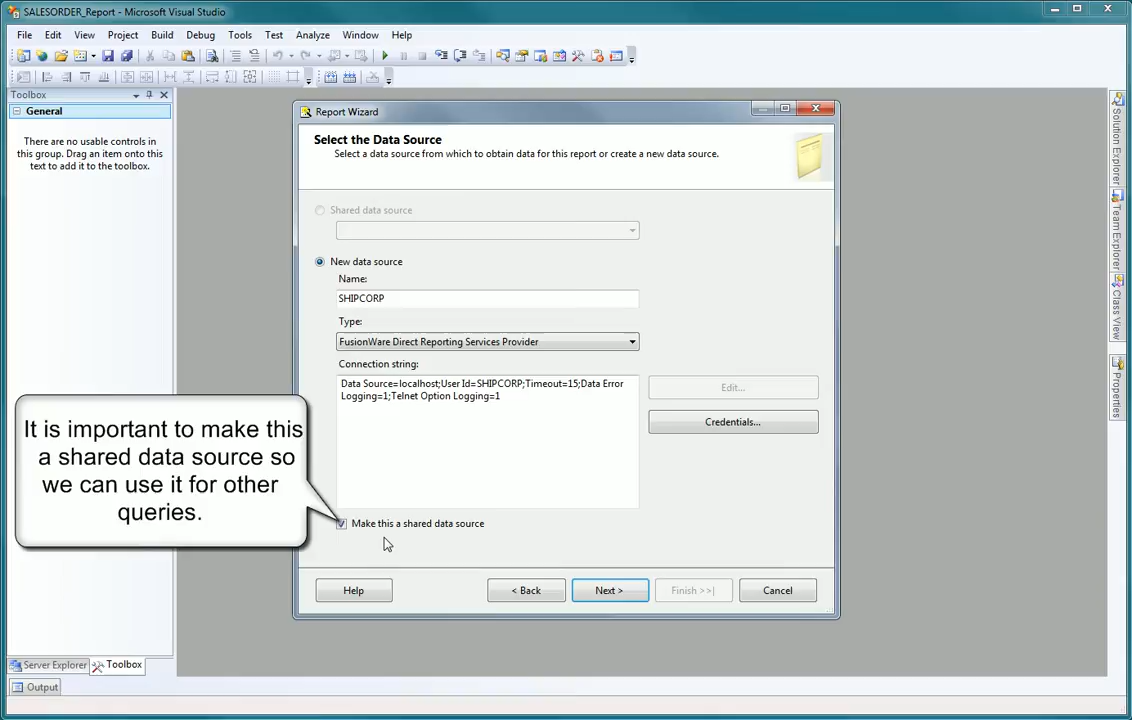 SALESORDER_Report - Microsoft Visual Studio
File Edit View Project Build Debug Tools Test Analyze Window Help
Toolbox
General
There are no usable controls in
this group. Drag an item onto this
text to add it to the toolbox.
Report Wizard
Select the Data Source
Select a data source from which to obtain data for this report or create a new data source.
Shared data source
New data source
Name:
SHIPCORP
Type:
FusionWare Direct Reporting Services Provider
Connection string:
Data Source=localhost;User Id=SHIPCORP;Timeout=15;Data Error
Logging=1;Telnet Option Logging=1
Edit...
Credentials...
It is important to make this
a shared data source so
we can use it for other
queries.
Make this a shared data source
Help
< Back
Next >
Finish >>|
Cancel
Solution Explorer
Team Explorer
Class View
Properties
Server Explorer
Toolbox
Output